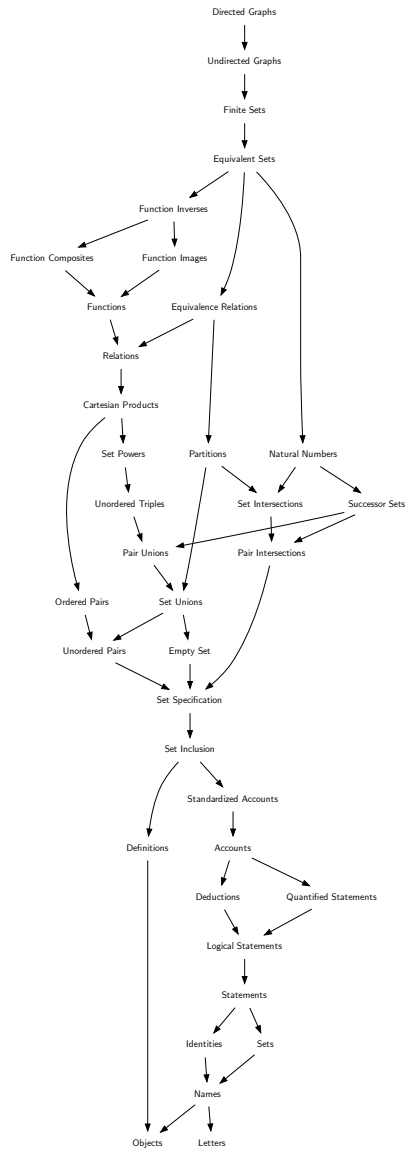 Directed Graphs
Undirected Graphs
Finite Sets
Equivalent Sets
Function Inverses
Function Composites
Function Images
Functions
Equivalence Relations
Relations
Cartesian Products
Set Powers
Partitions
Natural Numbers
Unordered Triples
Set Intersections
Successor Sets
Pair Unions
Pair Intersections
Ordered Pairs
Set Unions
Unordered Pairs
Empty Set
Set Specification
Set Inclusion
Standardized Accounts
Definitions
Accounts
Deductions
Quantified Statements
Logical Statements
Statements
Identities
Sets
Names
Objects
Letters